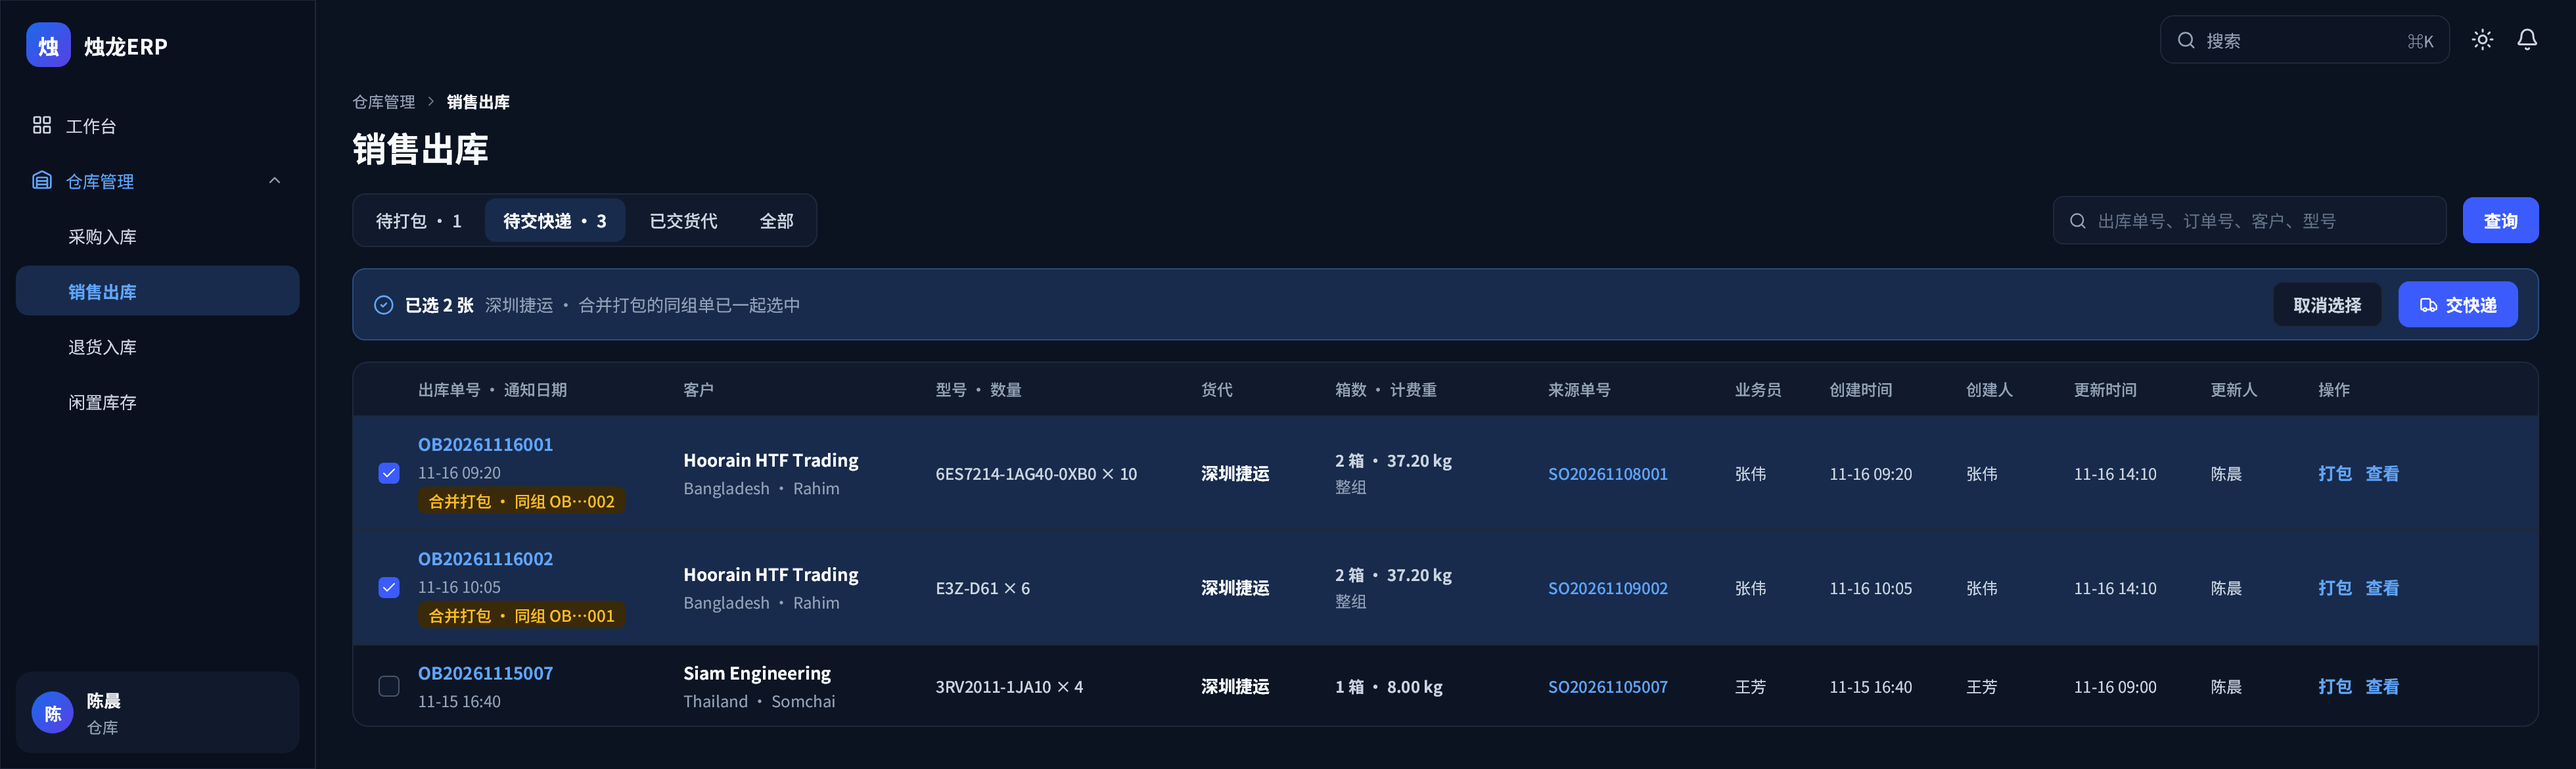 烛 烛龙ERP
搜索 ⌘K
工作台
仓库管理
采购入库
销售出库
退货入库
闲置库存
陈 陈晨
仓库
仓库管理 > 销售出库
销售出库
待打包 · 1 待交快递 · 3 已交货代 全部
出库单号、订单号、客户、型号 查询
已选 2 张 深圳捷运 · 合并打包的同组单已一起选中 取消选择 交快递
出库单号 · 通知日期 客户 型号 · 数量 货代 箱数 · 计费重 来源单号 业务员 创建时间 创建人 更新时间 更新人 操作
OB20261116001
11-16 09:20
合并打包 · 同组 OB···002
Hoorain HTF Trading
Bangladesh · Rahim
6ES7214-1AG40-0XB0 × 10
深圳捷运
2 箱 · 37.20 kg
整组
SO20261108001 张伟 11-16 09:20 张伟 11-16 14:10 陈晨 打包 查看
OB20261116002
11-16 10:05
合并打包 · 同组 OB···001
Hoorain HTF Trading
Bangladesh · Rahim
E3Z-D61 × 6
深圳捷运
2 箱 · 37.20 kg
整组
SO20261109002 张伟 11-16 10:05 张伟 11-16 14:10 陈晨 打包 查看
OB20261115007
11-15 16:40
Siam Engineering
Thailand · Somchai
3RV2011-1JA10 × 4
深圳捷运
1 箱 · 8.00 kg
SO20261105007 王芳 11-15 16:40 王芳 11-16 09:00 陈晨 打包 查看